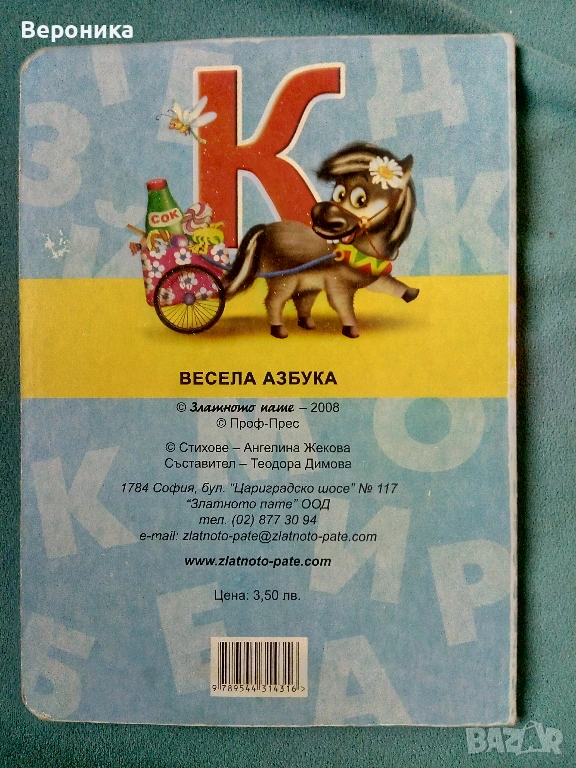 Вероника
З Г А Д
К
Й
Ж
СОК
ВЕСЕЛА АЗБУКА
© Златното пате – 2008
© Проф-Прес
© Стихове – Ангелина Жекова
Съставител – Теодора Димова
1784 София, бул. “Цариградско шосе” № 117
“Златното пате” ООД
тел. (02) 877 30 94
e-mail: zlatnoto-pate@zlatnoto-pate.com
www.zlatnoto-pate.com
Цена: 3,50 лв.
К
О
И Р
Б Е А
9 789544 314316 >
BAZAR